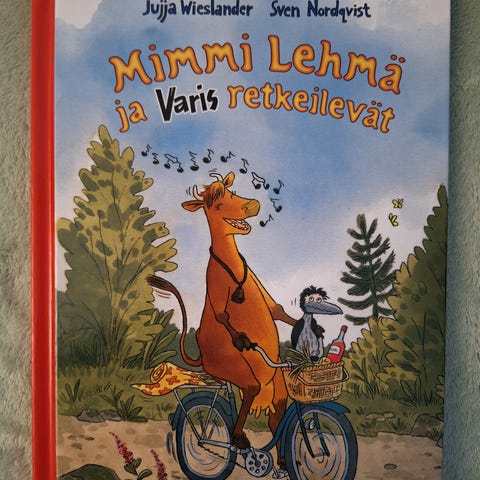 Jujja Wieslander Sven Nordqvist
Mimmi Lehmä
ja Varis retkeilevät